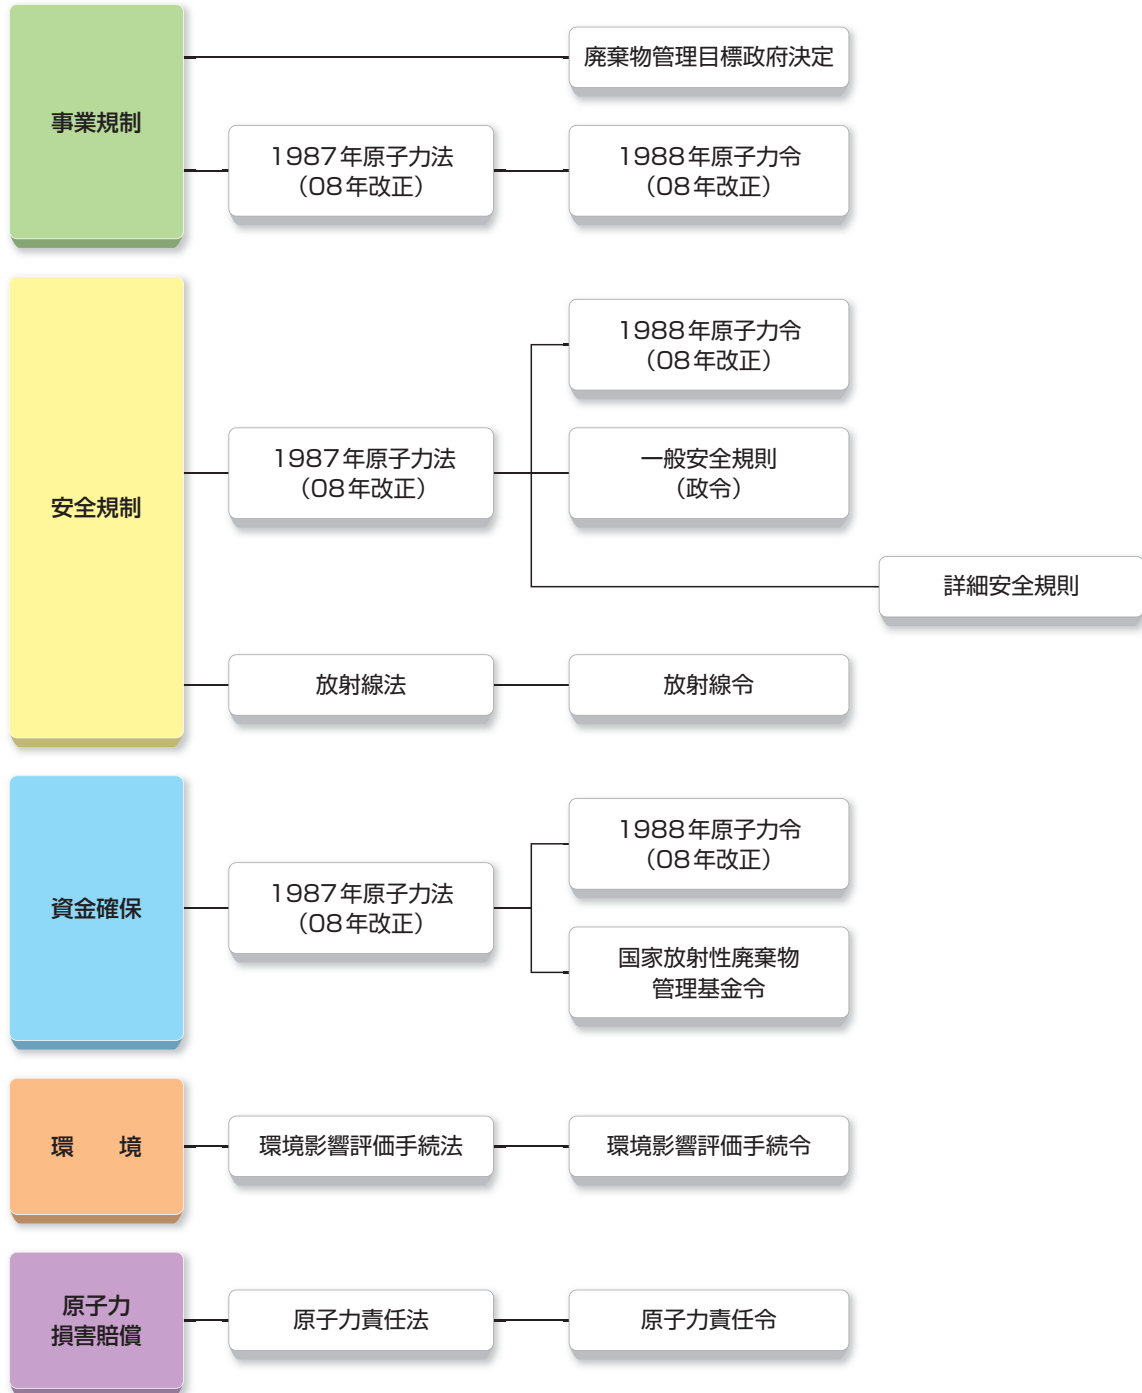 事業規制
廃棄物管理目標政府決定
1987年原子力法
（08年改正）
1988年原子力令
（08年改正）
安全規制
1987年原子力法
（08年改正）
1988年原子力令
（08年改正）
一般安全規則
（政令）
詳細安全規則
放射線法
放射線令
資金確保
1987年原子力法
（08年改正）
1988年原子力令
（08年改正）
国家放射性廃棄物
管理基金令
環　境
環境影響評価手続法
環境影響評価手続令
原子力
損害賠償
原子力責任法
原子力責任令